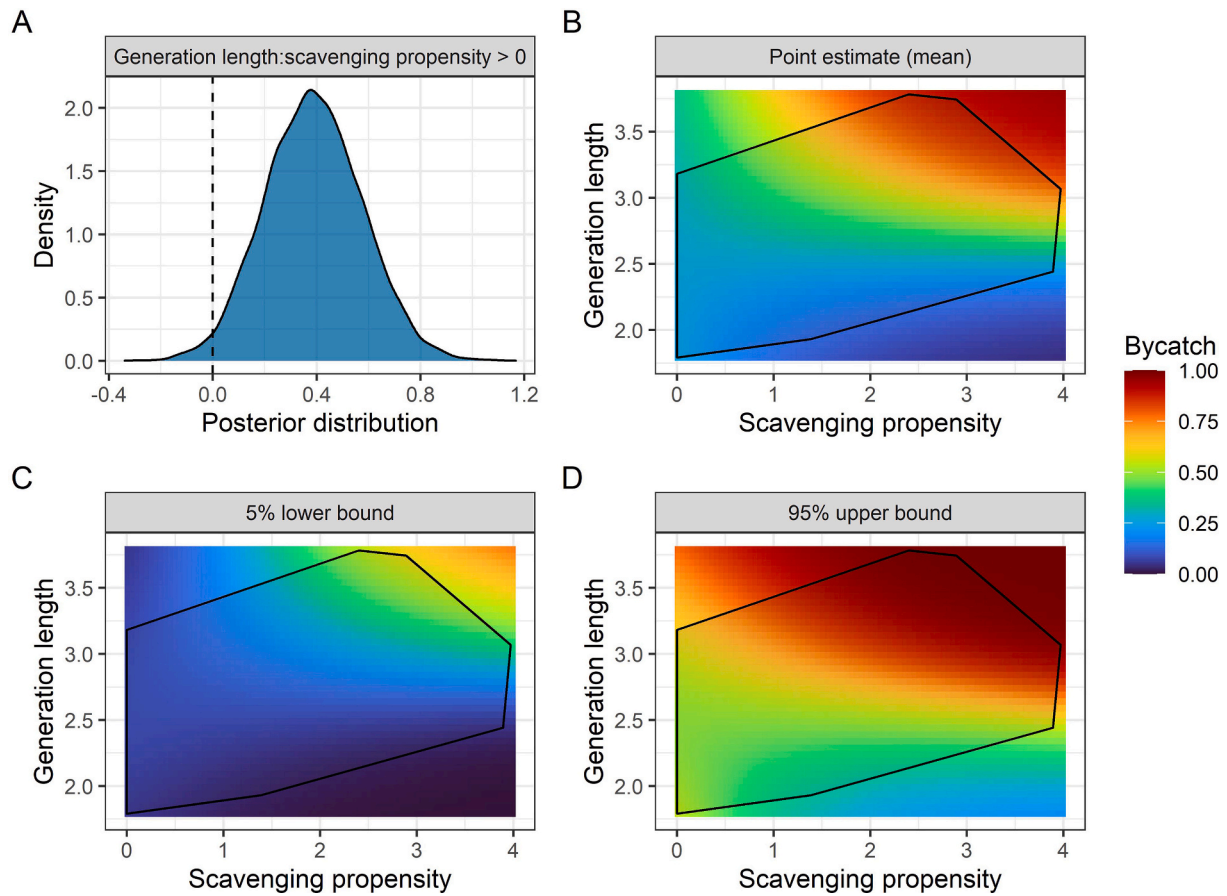 A
Generation length:scavenging propensity > 0
Density
2.0
1.5
1.0
0.5
0.0
-0.4 0.0 0.4 0.8 1.2
Posterior distribution
B
Point estimate (mean)
Generation length
3.5
3.0
2.5
2.0
0 1 2 3 4
Scavenging propensity
C
5% lower bound
Generation length
3.5
3.0
2.5
2.0
0 1 2 3 4
Scavenging propensity
D
95% upper bound
Generation length
3.5
3.0
2.5
2.0
0 1 2 3 4
Scavenging propensity
Bycatch
1.00
0.75
0.50
0.25
0.00